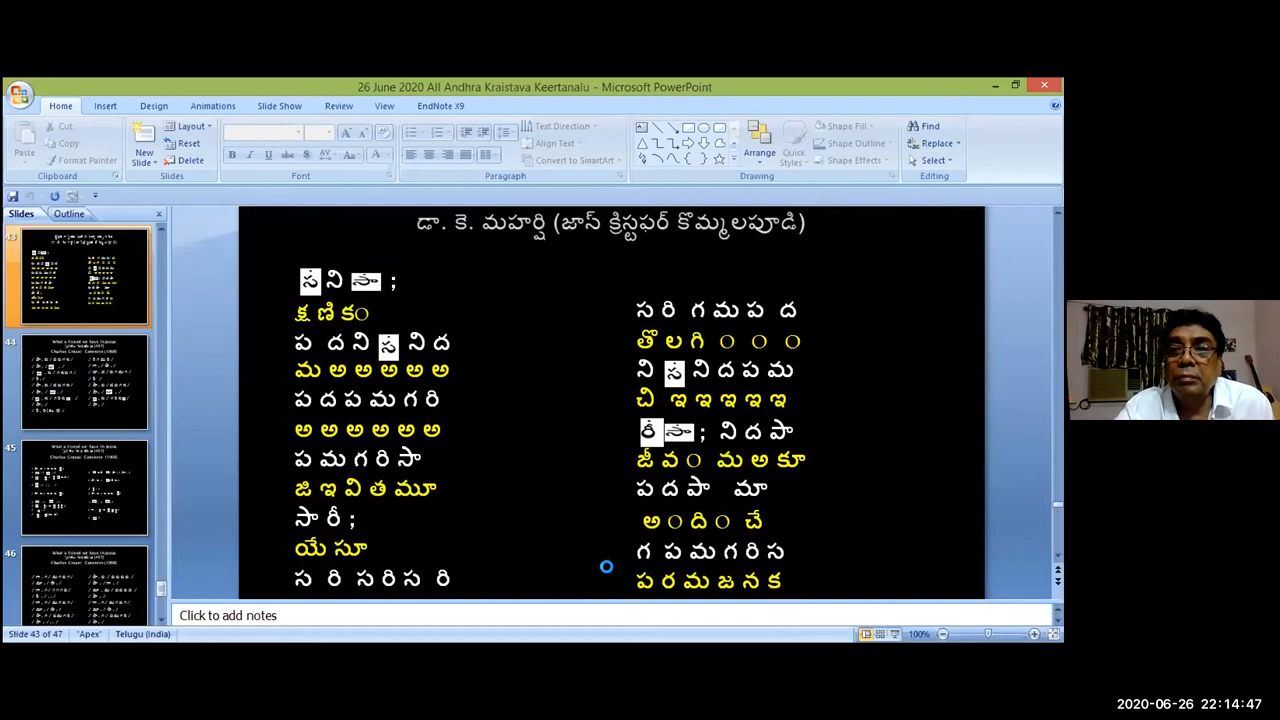 26 June 2020 All Andhra Kraistava Keertanalu - Microsoft PowerPoint
Home Insert Design Animations Slide Show Review View EndNote X9
Paste Cut Copy Format Painter
Clipboard
New Slide Layout Reset Delete
Slides
Font
Paragraph
Text Direction Align Text Convert to SmartArt
Arrange Quick Styles Shape Fill Shape Outline Shape Effects
Drawing
Find Replace Select
Editing
Slides Outline
43
44
45
46
డా. కె. మహర్షి (జాస్ క్రిస్టఫర్ కొమ్మలపూడి)
స̇ ని సా̇ ;
క్ష ణి కం
ప ద ని స̇ ని ద
మ అ అ అ అ అ
ప ద ప మ గ రి
అ అ అ అ అ అ
ప మ గ రి సా
జి ఇ వి త మూ
సా రీ ;
యే సూ
స రి స రి స రి
స రి గ మ ప ద
తొ ల గి ం ం ం
ని స̇ ని ద ప మ
చి ఇ ఇ ఇ ఇ ఇ
రీ̇ సా̇ ; ని ద పా
జీ వ ం మ అ కూ
ప ద పా మా
అ ం ది ం చే
గ ప మ గ రి స
ప ర మ జ న క
Click to add notes
Slide 43 of 47 "Apex" Telugu (India) 100%
2020-06-26 22:14:47